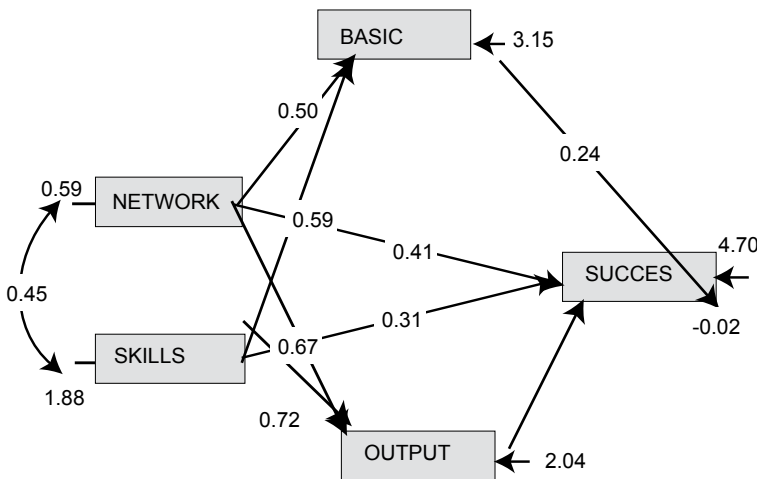 BASIC
3.15
0.50
0.24
0.59
NETWORK
0.59
0.41
4.70
SUCCES
0.45
0.31
-0.02
0.67
SKILLS
1.88
0.72
OUTPUT
2.04